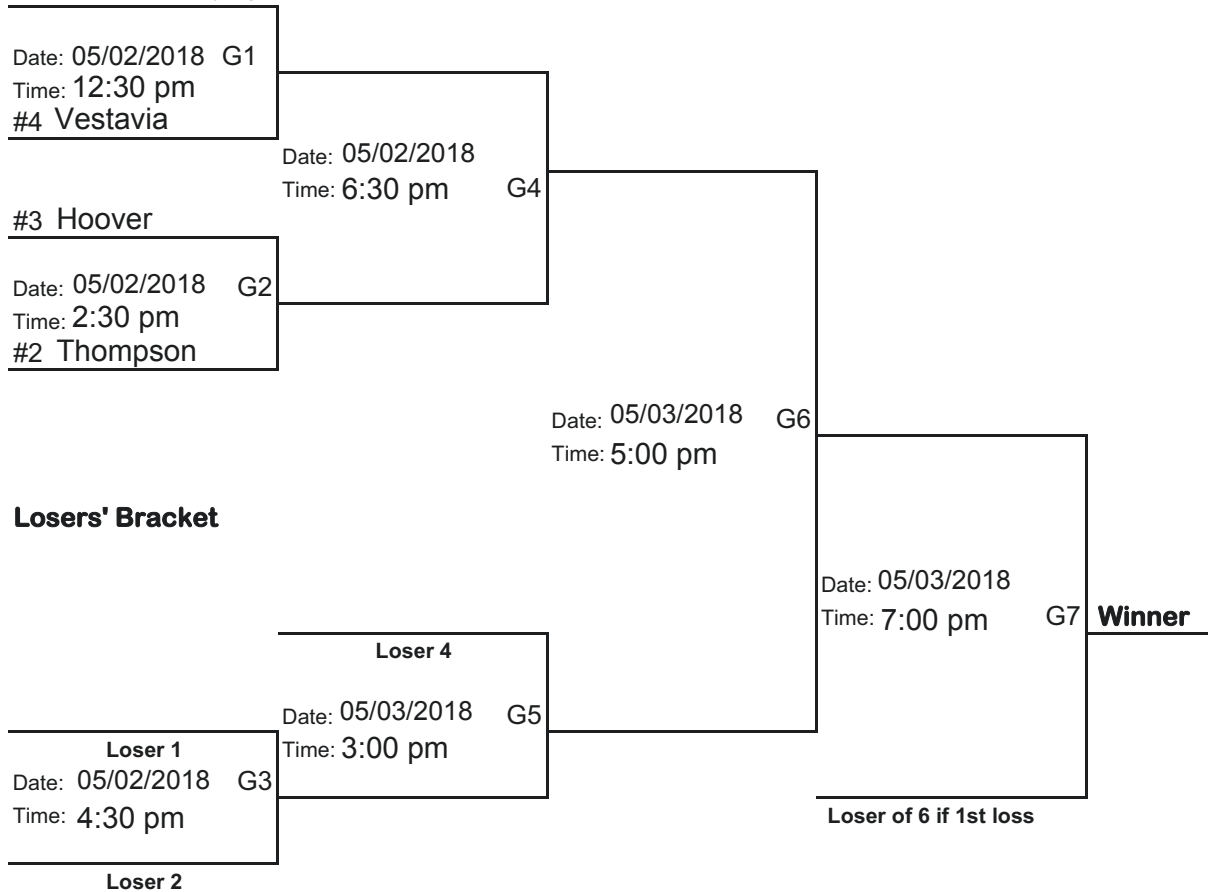 Date: 05/02/2018 G1
Time: 12:30 pm
#4 Vestavia
Date: 05/02/2018
Time: 6:30 pm G4
#3 Hoover
Date: 05/02/2018 G2
Time: 2:30 pm
#2 Thompson
Date: 05/03/2018 G6
Time: 5:00 pm
Losers' Bracket
Date: 05/03/2018
Time: 7:00 pm G7 Winner
Loser 4
Date: 05/03/2018 G5
Time: 3:00 pm
Loser 1
Date: 05/02/2018 G3
Time: 4:30 pm
Loser of 6 if 1st loss
Loser 2